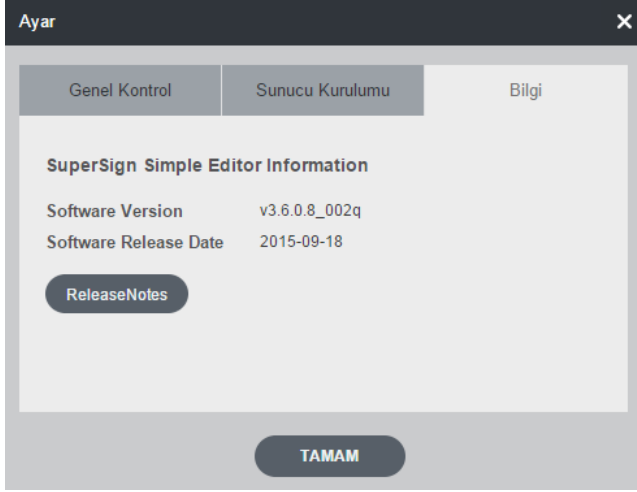 Ayar
Genel Kontrol Sunucu Kurulumu Bilgi
SuperSign Simple Editor Information
Software Version v3.6.0.8_002q
Software Release Date 2015-09-18
ReleaseNotes
TAMAM